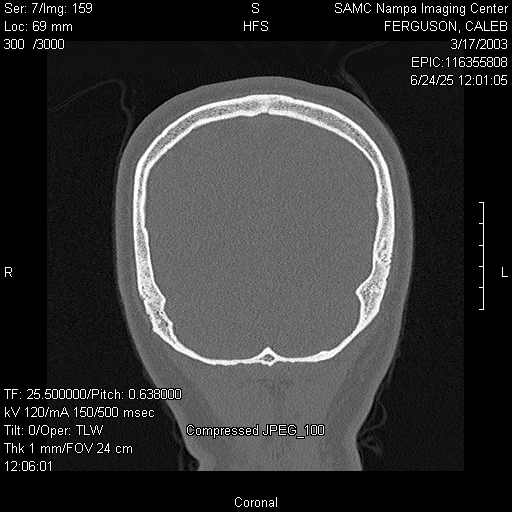 Ser: 7/Img: 159
Loc: 69 mm
300 /3000
S
HFS
SAMC Nampa Imaging Center
FERGUSON, CALEB
3/17/2003
EPIC:116355808
6/24/25 12:01:05
R
L
TF: 25.500000/Pitch: 0.638000
kV 120/mA 150/500 msec
Tilt: 0/Oper: TLW
Thk 1 mm/FOV 24 cm
12:06:01
Compressed JPEG_100
Coronal